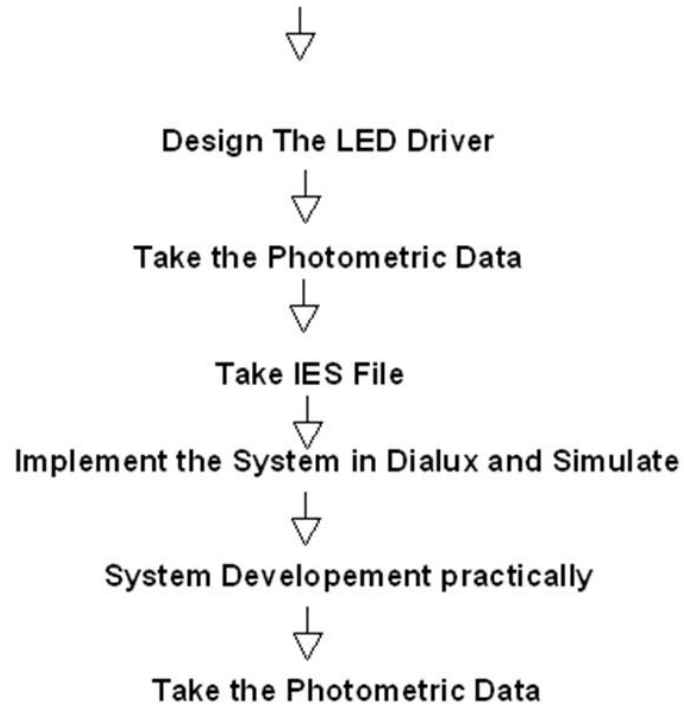 Design The LED Driver
Take the Photometric Data
Take IES File
Implement the System in Dialux and Simulate
System Developement practically
Take the Photometric Data